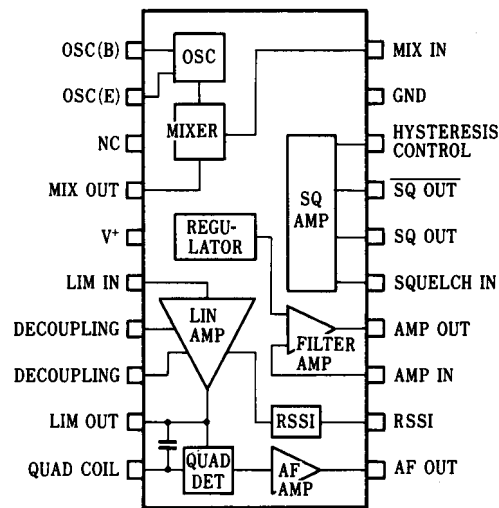 OSC(B)
OSC(E)
NC
MIX OUT
V+
LIM IN
DECOUPLING
DECOUPLING
LIM OUT
QUAD COIL
OSC
MIXER
REGU-
LATOR
LIN
AMP
QUAD
DET
SQ
AMP
FILTER
AMP
RSSI
AF
AMP
MIX IN
GND
HYSTERESIS
CONTROL
SQ OUT
SQ OUT
SQUELCH IN
AMP OUT
AMP IN
RSSI
AF OUT